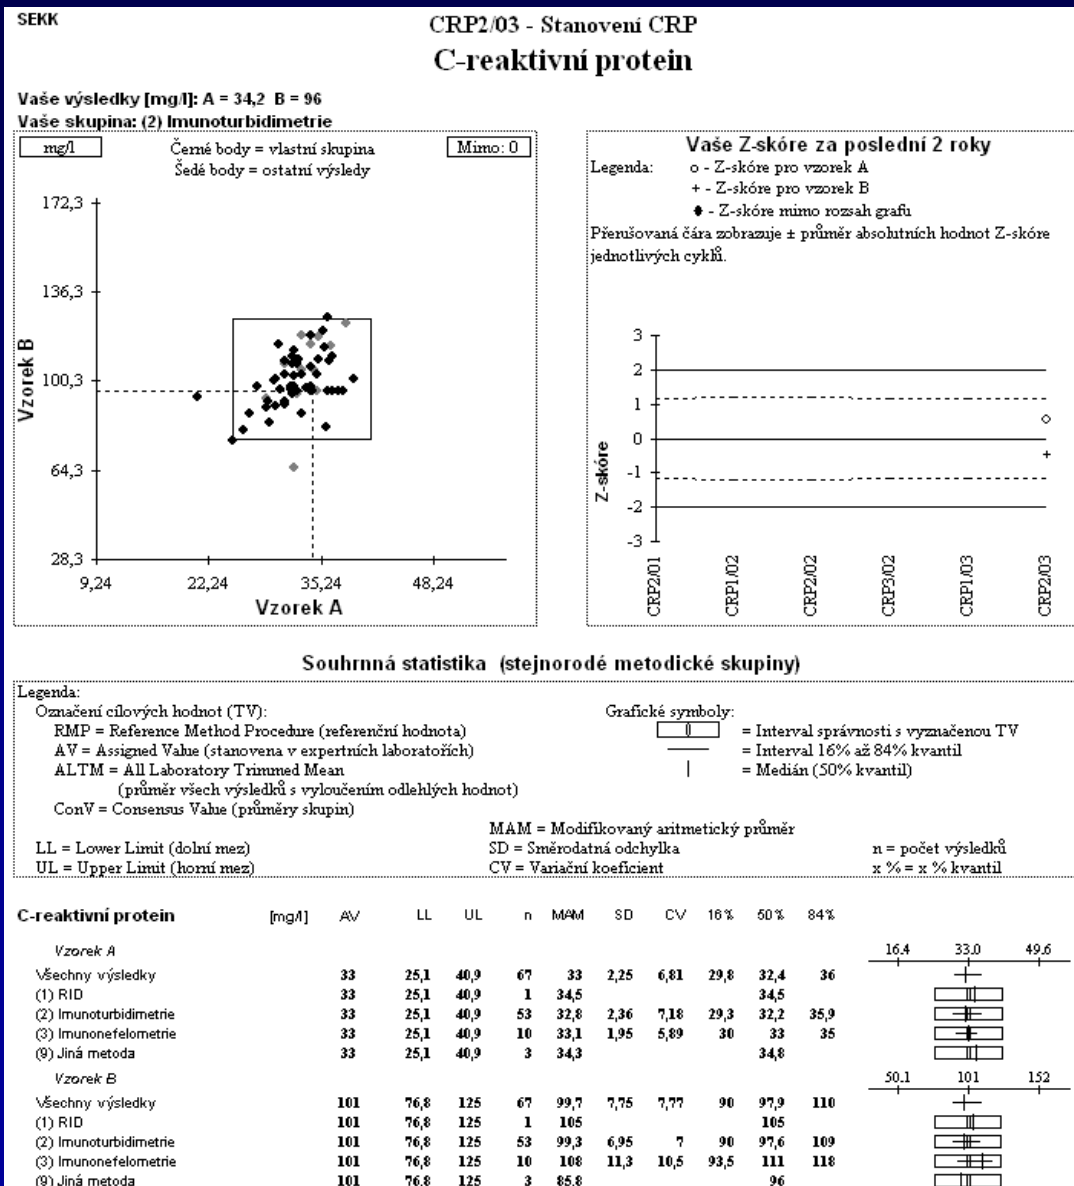 SEKK
CRP2/03 - Stanovení CRP
C-reaktivní protein
Vaše výsledky [mg/l]: A = 34,2 B = 96
Vaše skupina: (2) Imunoturbidimetrie
mg/l
Černé body = vlastní skupina
Šedé body = ostatní výsledy
Mimo: 0
172,3
136,3
100,3
64,3
28,3
Vzorek B
9,24 22,24 35,24 48,24
Vzorek A
Vaše Z-skóre za poslední 2 roky
Legenda: o - Z-skóre pro vzorek A
+ - Z-skóre pro vzorek B
♦ - Z-skóre mimo rozsah grafu
Přerušovaná čára zobrazuje ± průměr absolutních hodnot Z-skóre
jednotlivých cyklů.
3
2
1
0
-1
-2
-3
Z-skóre
CRP2/01 CRP1/02 CRP2/02 CRP3/02 CRP1/03 CRP2/03
Souhrnná statistika (stejnorodé metodické skupiny)
Legenda:
Označení cílových hodnot (TV):
RMP = Reference Method Procedure (referenční hodnota)
AV = Assigned Value (stanovena v expertních laboratořích)
ALTM = All Laboratory Trimmed Mean
(průměr všech výsledků s vyloučením odlehlých hodnot)
ConV = Consensus Value (průměry skupin)
LL = Lower Limit (dolní mez)
UL = Upper Limit (horní mez)
Grafické symboly:
= Interval správnosti s vyznačenou TV
= Interval 16% až 84% kvantil
= Medián (50% kvantil)
MAM = Modifikovaný aritmetický průměr
SD = Směrodatná odchylka
CV = Variační koeficient
n = počet výsledků
x % = x % kvantil
C-reaktivní protein [mg/l] AV LL UL n MAM SD CV 16% 50% 84%
Vzorek A 16.4 33.0 49.6
Všechny výsledky 33 25,1 40,9 67 33 2,25 6,81 29,8 32,4 36
(1) RID 33 25,1 40,9 1 34,5 34,5
(2) Imunoturbidimetrie 33 25,1 40,9 53 32,8 2,36 7,18 29,3 32,2 35,9
(3) Imunonefelometrie 33 25,1 40,9 10 33,1 1,95 5,89 30 33 35
(9) Jiná metoda 33 25,1 40,9 3 34,3 34,8
Vzorek B 50.1 101 152
Všechny výsledky 101 76,8 125 67 99,7 7,75 7,77 90 97,9 110
(1) RID 101 76,8 125 1 105 105
(2) Imunoturbidimetrie 101 76,8 125 53 99,3 6,95 7 90 97,6 109
(3) Imunonefelometrie 101 76,8 125 10 108 11,3 10,5 93,5 111 118
(9) Jiná metoda 101 76,8 125 3 85,8 96